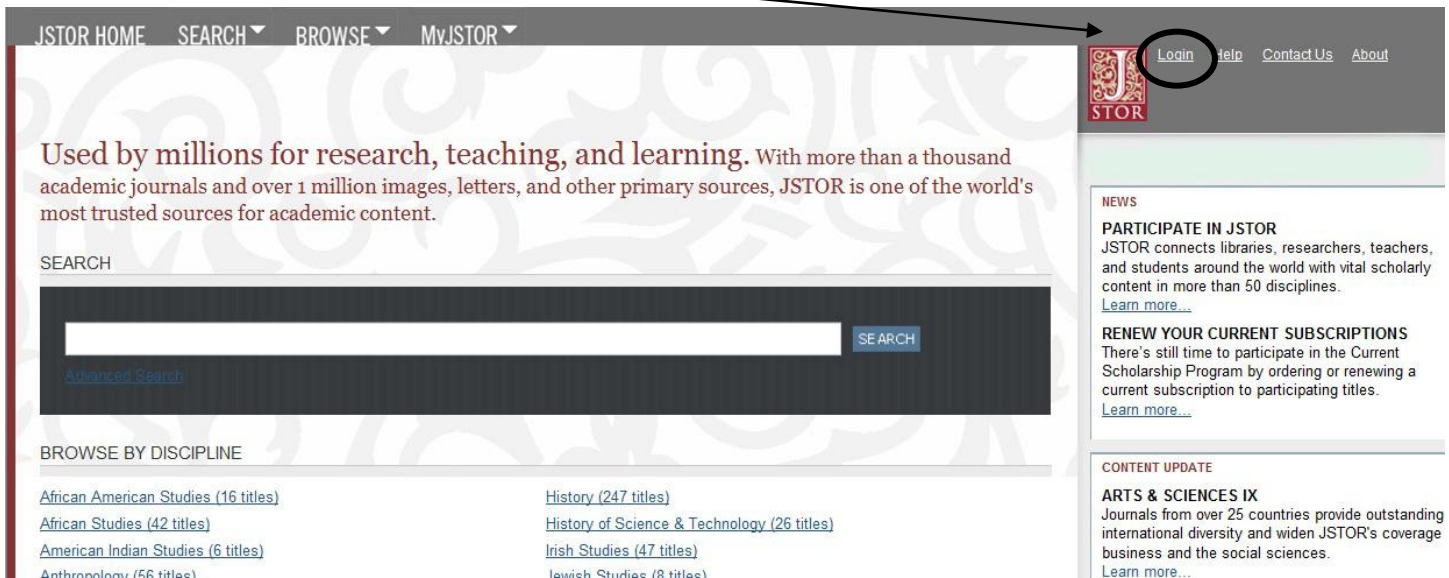 JSTOR HOME SEARCH BROWSE MyJSTOR
J
STOR
Login Help Contact Us About
Used by millions for research, teaching, and learning. With more than a thousand
academic journals and over 1 million images, letters, and other primary sources, JSTOR is one of the world's
most trusted sources for academic content.
SEARCH
SEARCH
Advanced Search
BROWSE BY DISCIPLINE
African American Studies (16 titles)
African Studies (42 titles)
American Indian Studies (6 titles)
Anthropology (56 titles)
History (247 titles)
History of Science & Technology (26 titles)
Irish Studies (47 titles)
Jewish Studies (8 titles)
NEWS
PARTICIPATE IN JSTOR
JSTOR connects libraries, researchers, teachers,
and students around the world with vital scholarly
content in more than 50 disciplines.
Learn more...
RENEW YOUR CURRENT SUBSCRIPTIONS
There's still time to participate in the Current
Scholarship Program by ordering or renewing a
current subscription to participating titles.
Learn more...
CONTENT UPDATE
ARTS & SCIENCES IX
Journals from over 25 countries provide outstanding
international diversity and widen JSTOR's coverage
business and the social sciences.
Learn more...